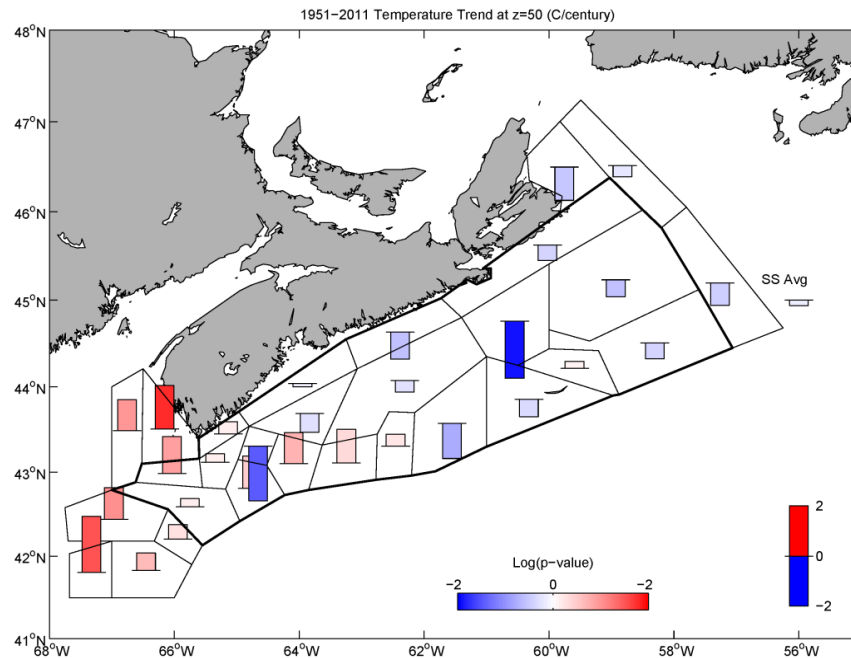 1951−2011 Temperature Trend at z=50 (C/century)
48°N
47°N
46°N
45°N
44°N
43°N
42°N
41°N
SS Avg
Log(p−value)
−2 0 −2
2
0
−2
68°W 66°W 64°W 62°W 60°W 58°W 56°W